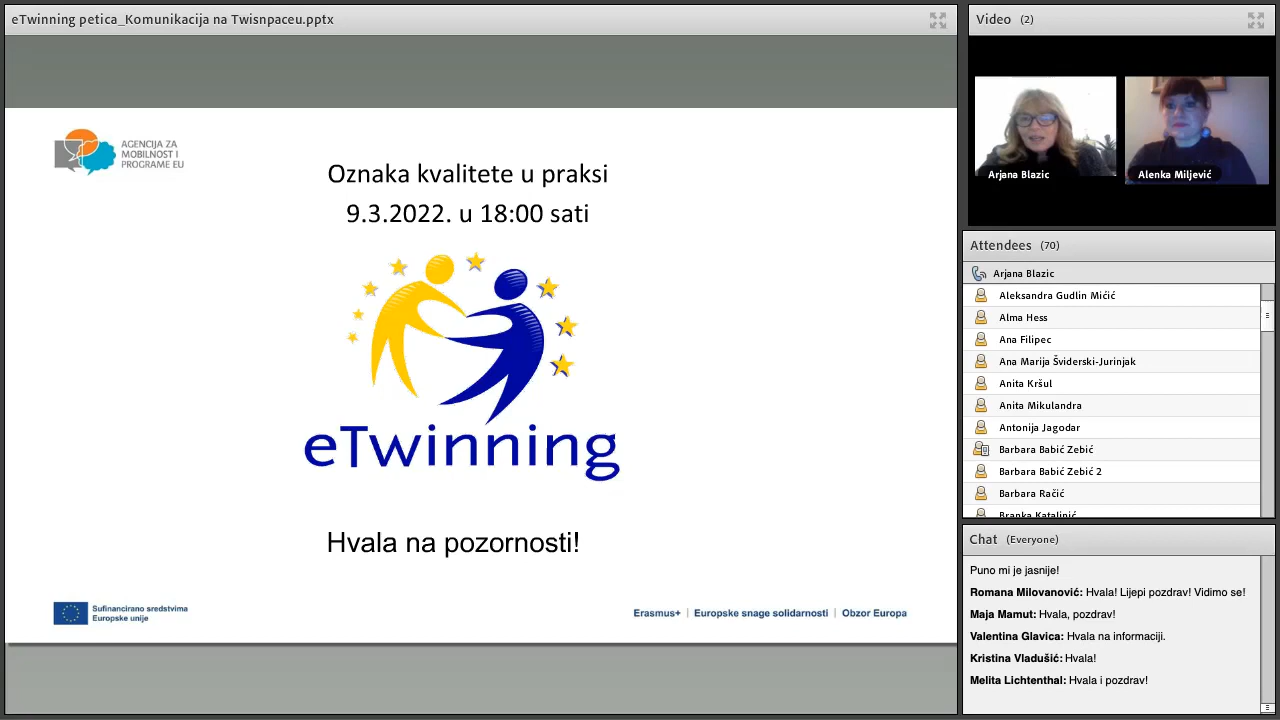 eTwinning petica_Komunikacija na Twisnpaceu.pptx
AGENCIJA ZA
MOBILNOST I
PROGRAME EU
Oznaka kvalitete u praksi
9.3.2022. u 18:00 sati
eTwinning
Hvala na pozornosti!
Sufinancirano sredstvima
Europske unije
Erasmus+ | Europske snage solidarnosti | Obzor Europa
Video (2)
Arjana Blazic
Alenka Miljević
Attendees (70)
Arjana Blazic
Aleksandra Gudlin Mićić
Alma Hess
Ana Filipec
Ana Marija Šviderski-Jurinjak
Anita Kršul
Anita Mikulandra
Antonija Jagodar
Barbara Babić Zebić
Barbara Babić Zebić 2
Barbara Račić
Branka Katalinić
Chat (Everyone)
Puno mi je jasnije!
Romana Milovanović: Hvala! Lijepi pozdrav! Vidimo se!
Maja Mamut: Hvala, pozdrav!
Valentina Glavica: Hvala na informaciji.
Kristina Vladušić: Hvala!
Melita Lichtenthal: Hvala i pozdrav!